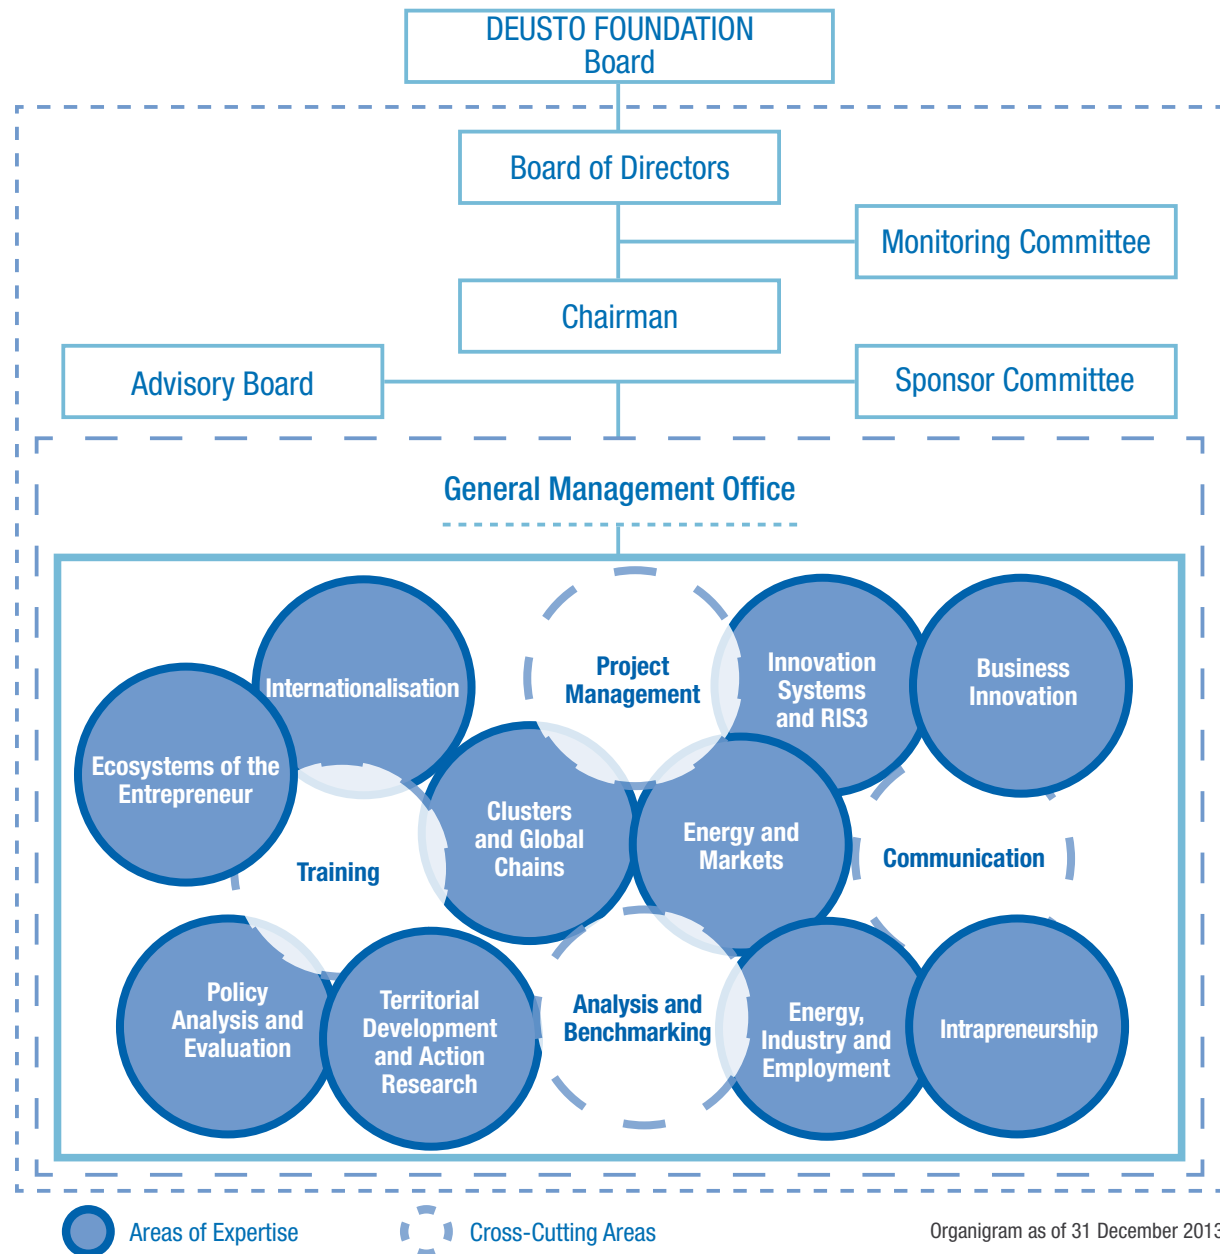 DEUSTO FOUNDATION
Board
Board of Directors
Monitoring Committee
Chairman
Advisory Board
Sponsor Committee
General Management Office
Project
Management
Innovation
Systems
and RIS3
Business
Innovation
Internationalisation
Ecosystems of the
Entrepreneur
Clusters
and Global
Chains
Energy and
Markets
Communication
Training
Policy
Analysis and
Evaluation
Territorial
Development
and Action
Research
Analysis and
Benchmarking
Energy,
Industry and
Employment
Intrapreneurship
Areas of Expertise
Cross-Cutting Areas
Organigram as of 31 December 2013